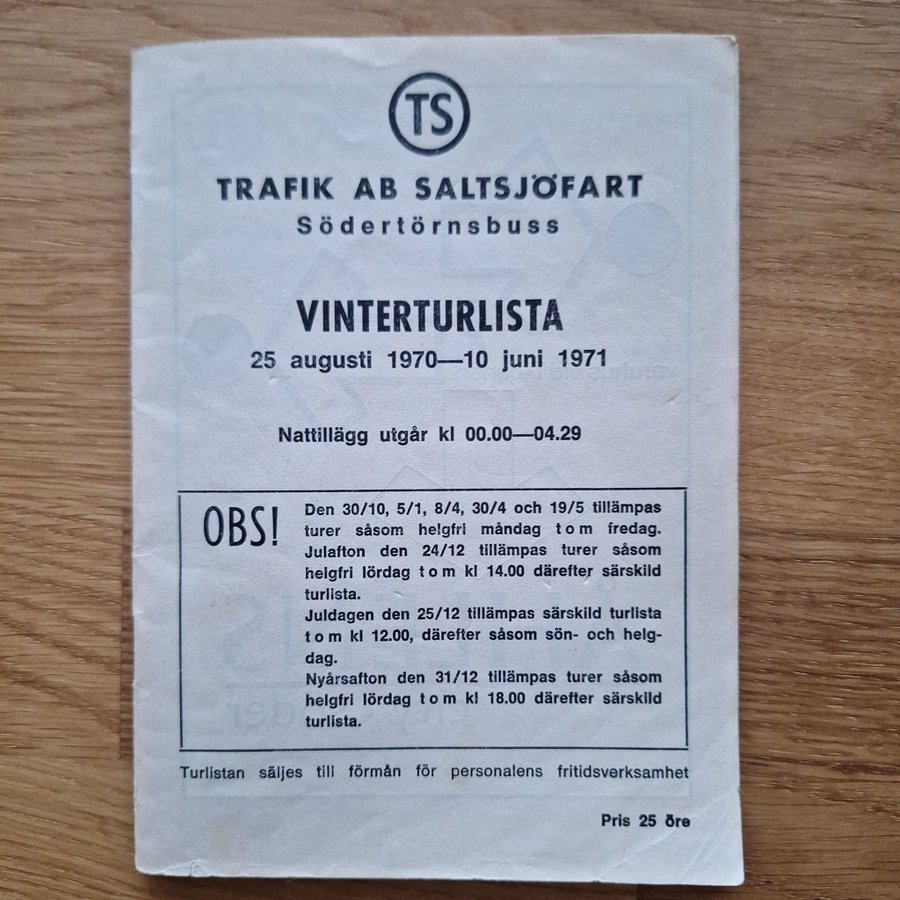 TS
TRAFIK AB SALTSJÖFART
Södertörnsbuss
VINTERTURLISTA
25 augusti 1970—10 juni 1971
Nattillägg utgår kl 00.00—04.29
OBS!
Den 30/10, 5/1, 8/4, 30/4 och 19/5 tillämpas
turer såsom helgfri måndag t o m fredag.
Julafton den 24/12 tillämpas turer såsom
helgfri lördag t o m kl 14.00 därefter särskild
turlista.
Juldagen den 25/12 tillämpas särskild turlista
t o m kl 12.00, därefter såsom sön- och helg-
dag.
Nyårsafton den 31/12 tillämpas turer såsom
helgfri lördag t o m kl 18.00 därefter särskild
turlista.
Turlistan säljes till förmån för personalens fritidsverksamhet
Pris 25 öre